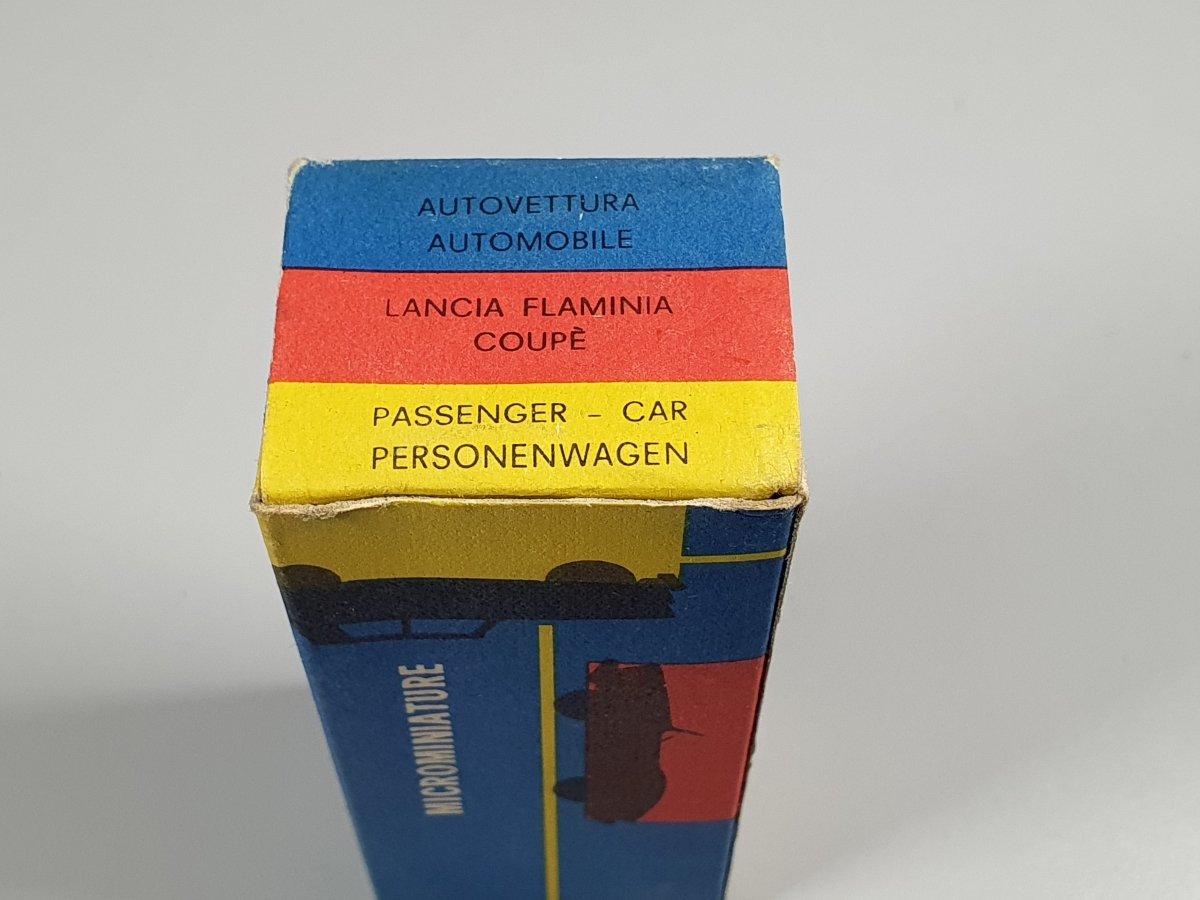 AUTOVETTURA
AUTOMOBILE
LANCIA FLAMINIA
COUPÈ
PASSENGER - CAR
PERSONENWAGEN
MICROMINIATURE